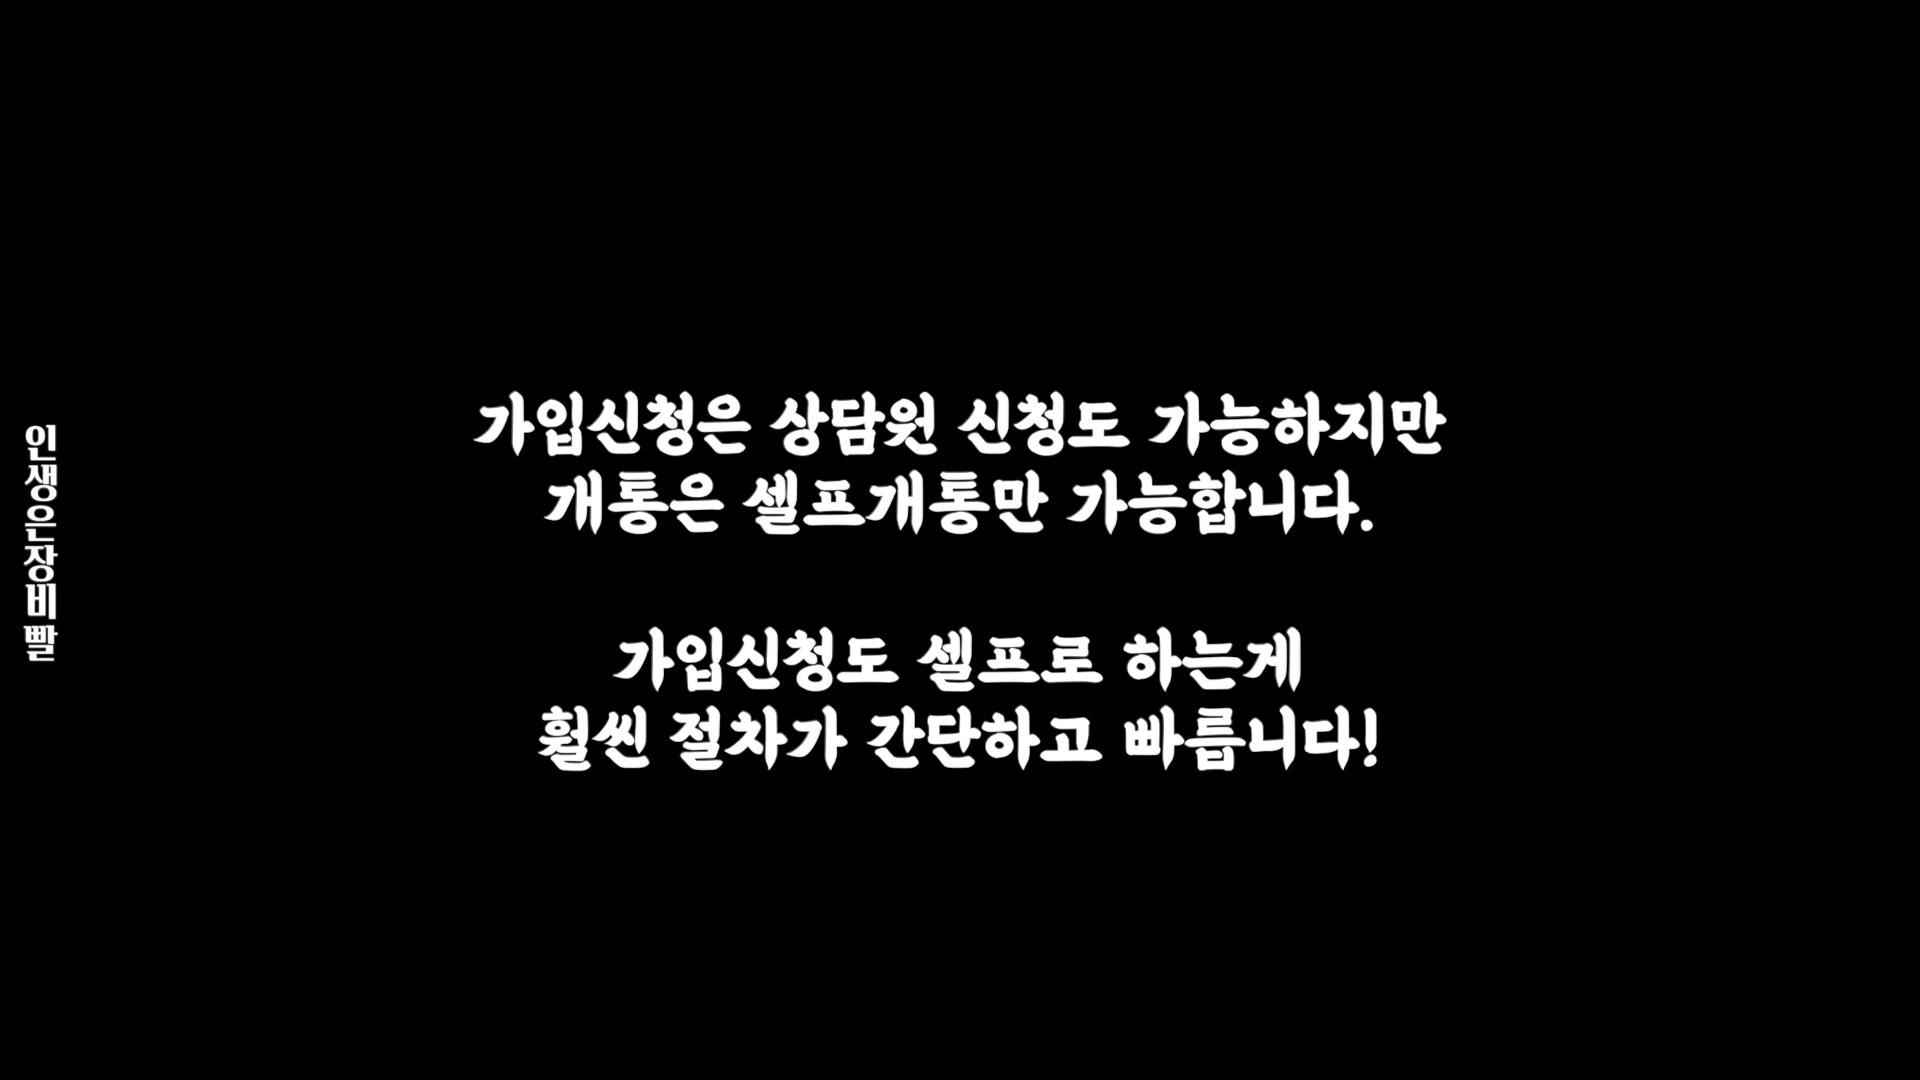 가입신청은 상담원 신청도 가능하지만
개통은 셀프개통만 가능합니다.
가입신청도 셀프로 하는게
훨씬 절차가 간단하고 빠릅니다!
인생은장비빨